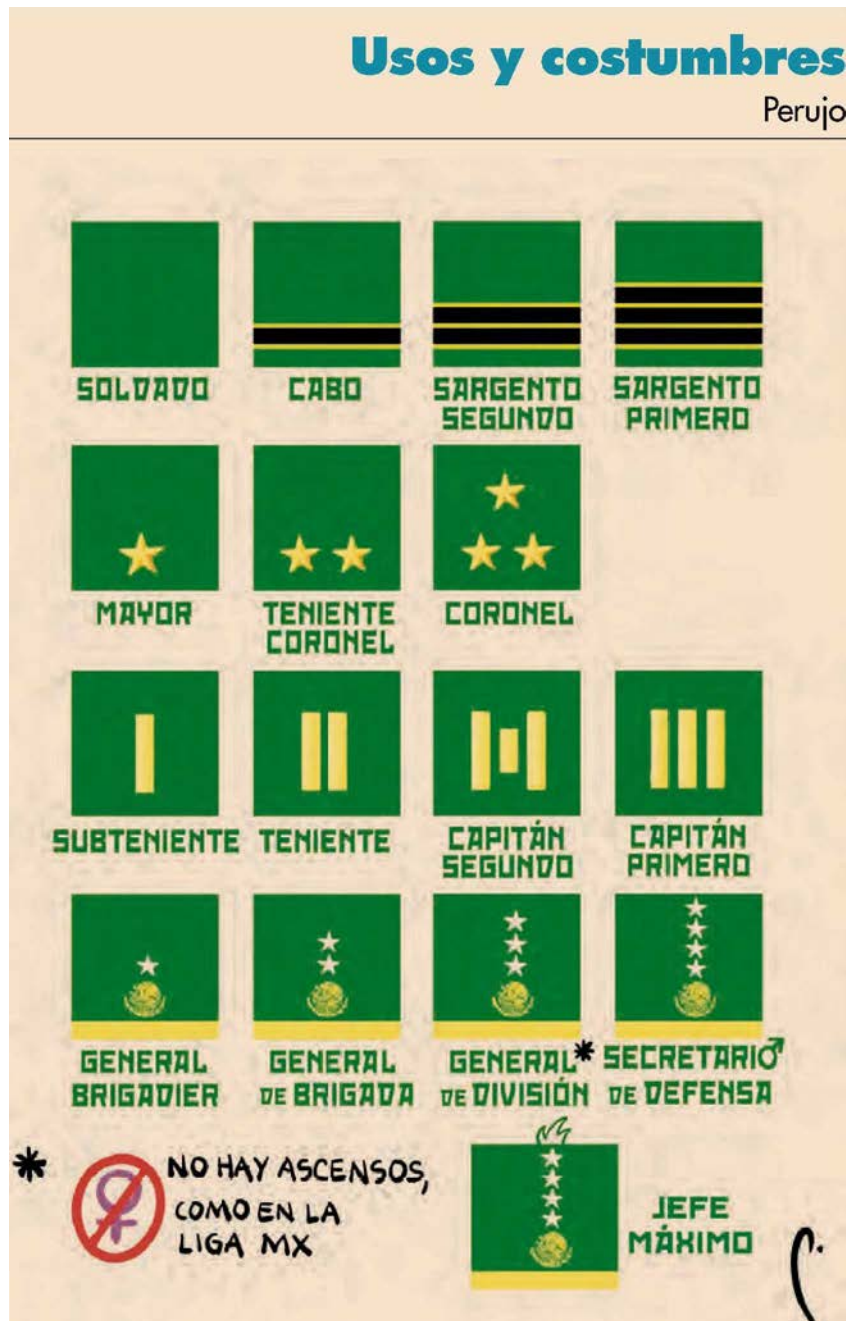 Usos y costumbres
Perujo
SOLDADO
CABO
SARGENTO
SEGUNDO
SARGENTO
PRIMERO
MAYOR
TENIENTE
CORONEL
CORONEL
SUBTENIENTE
TENIENTE
CAPITÁN
SEGUNDO
CAPITÁN
PRIMERO
GENERAL
BRIGADIER
GENERAL
DE BRIGADA
GENERAL*
DE DIVISIÓN
SECRETARIO
DE DEFENSA
* NO HAY ASCENSOS,
COMO EN LA
LIGA MX
JEFE
MÁXIMO